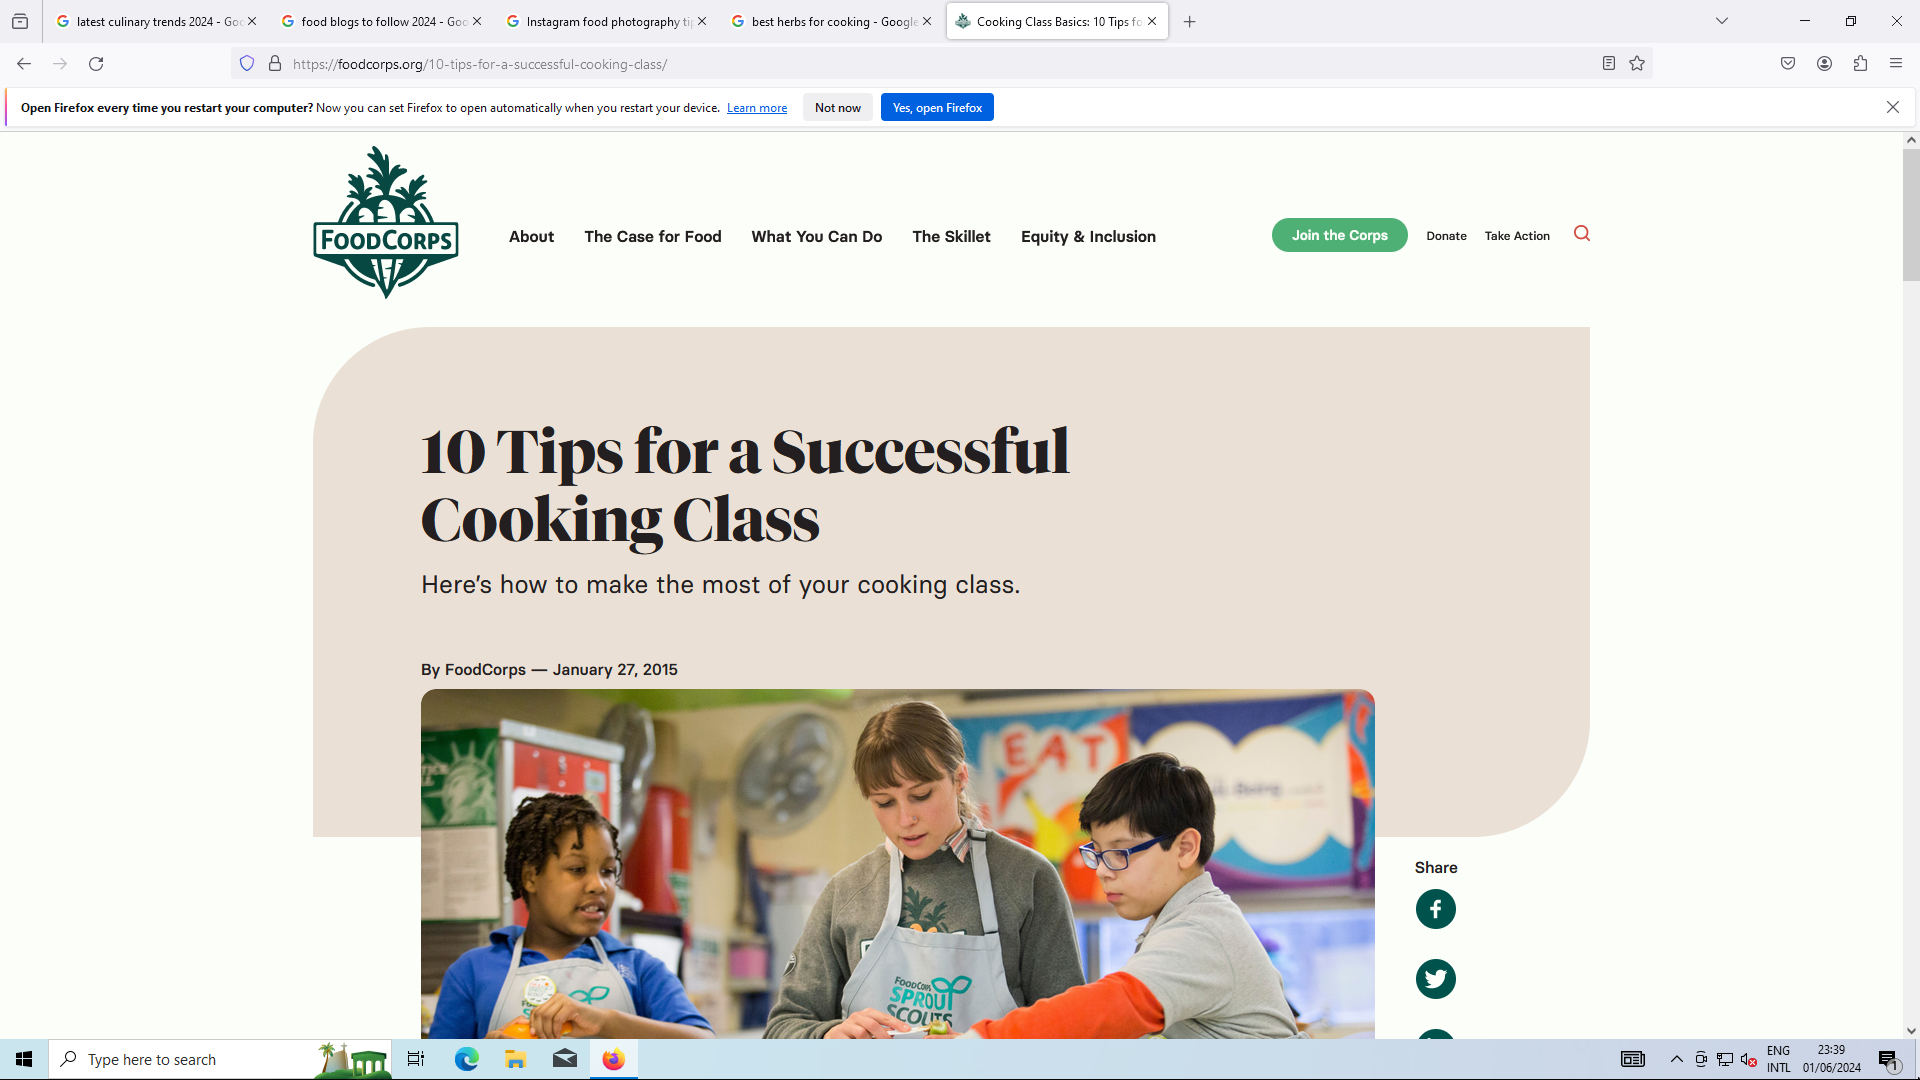 latest culinary trends 2024 - Goo
food blogs to follow 2024 - Goo
Instagram food photography tip
best herbs for cooking - Google
Cooking Class Basics: 10 Tips fo
https://foodcorps.org/10-tips-for-a-successful-cooking-class/
Open Firefox every time you restart your computer? Now you can set Firefox to open automatically when you restart your device. Learn more
Not now
Yes, open Firefox
FOODCORPS
About
The Case for Food
What You Can Do
The Skillet
Equity & Inclusion
Join the Corps
Donate
Take Action
10 Tips for a Successful
Cooking Class
Here's how to make the most of your cooking class.
By FoodCorps — January 27, 2015
EAT
FOODCORPS
SPROUT
SCOUTS
Share
Type here to search
ENG
INTL
23:39
01/06/2024
1